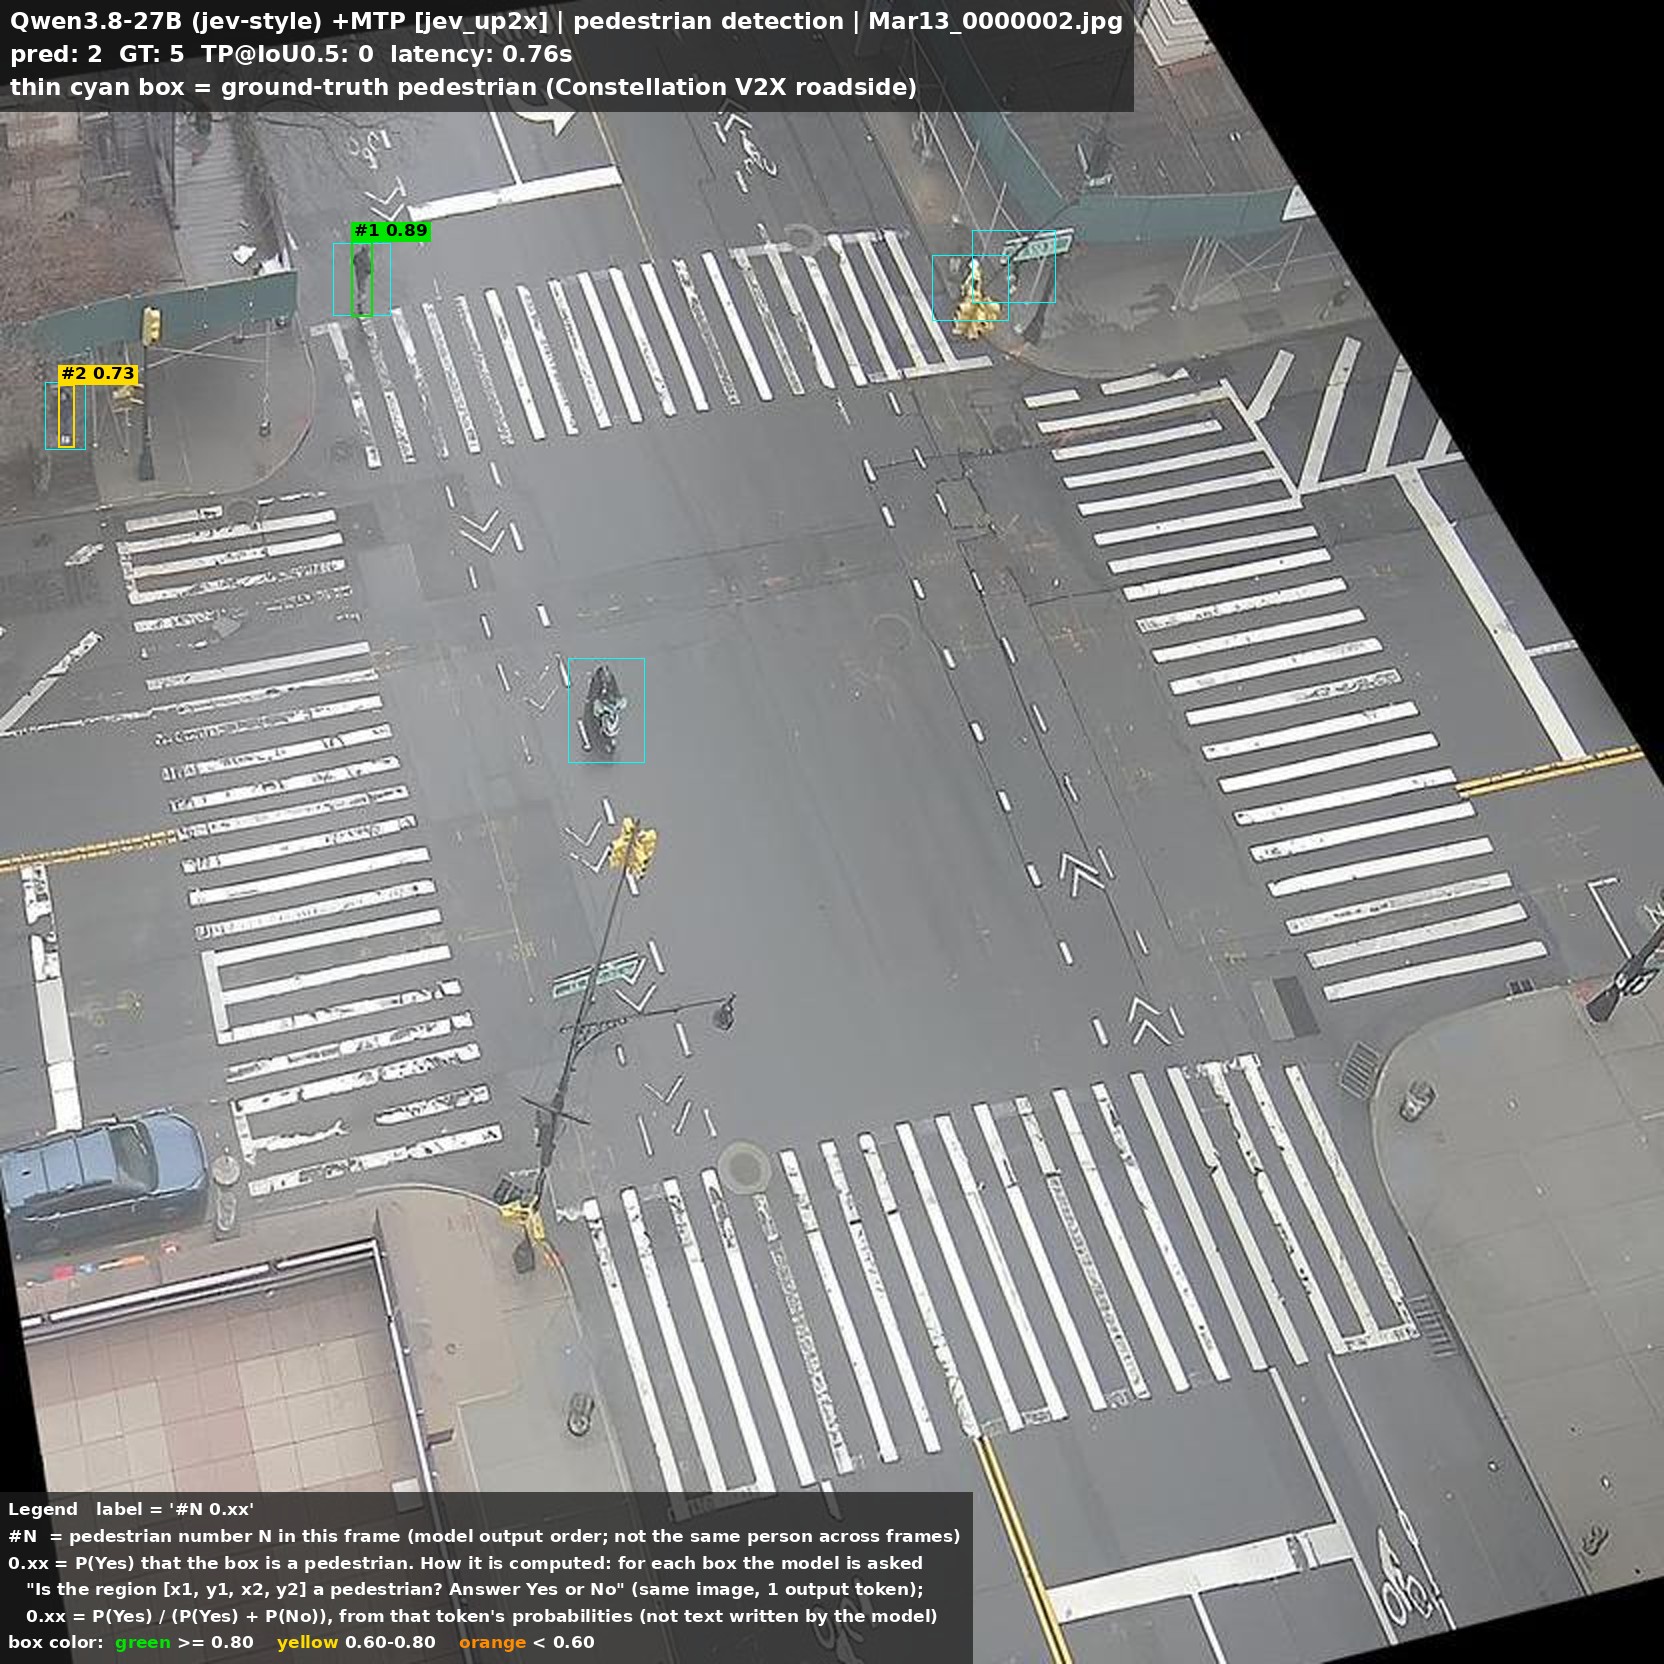 Qwen3.8-27B (jev-style) +MTP [jev_up2x] | pedestrian detection | Mar13_0000002.jpg
pred: 2  GT: 5  TP@IoU0.5: 0  latency: 0.76s
thin cyan box = ground-truth pedestrian (Constellation V2X roadside)
#1 0.89
#2 0.73
Legend   label = '#N 0.xx'
#N  = pedestrian number N in this frame (model output order; not the same person across frames)
0.xx = P(Yes) that the box is a pedestrian. How it is computed: for each box the model is asked
"Is the region [x1, y1, x2, y2] a pedestrian? Answer Yes or No" (same image, 1 output token);
0.xx = P(Yes) / (P(Yes) + P(No)), from that token's probabilities (not text written by the model)
box color:  green >= 0.80    yellow 0.60-0.80    orange < 0.60